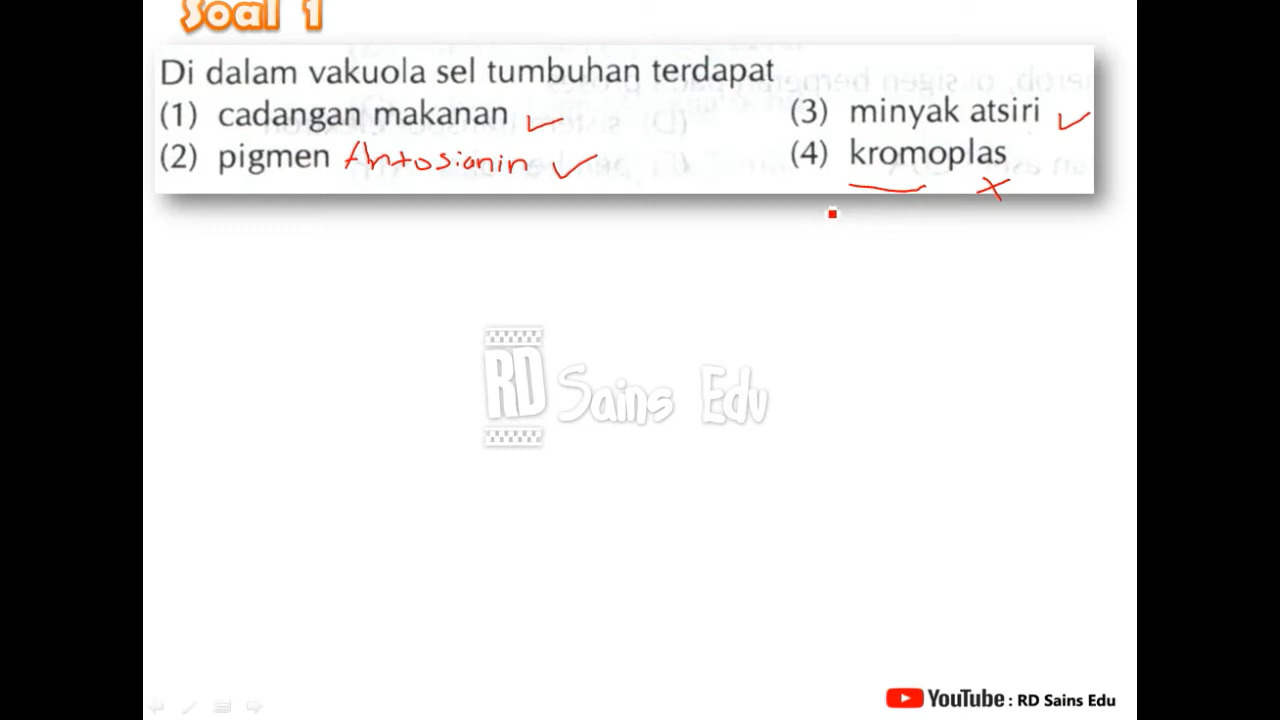 Soal 1
Di dalam vakuola sel tumbuhan terdapat
(1) cadangan makanan
(2) pigmen Antosianin
(3) minyak atsiri
(4) kromoplas
RD Sains Edu
YouTube : RD Sains Edu